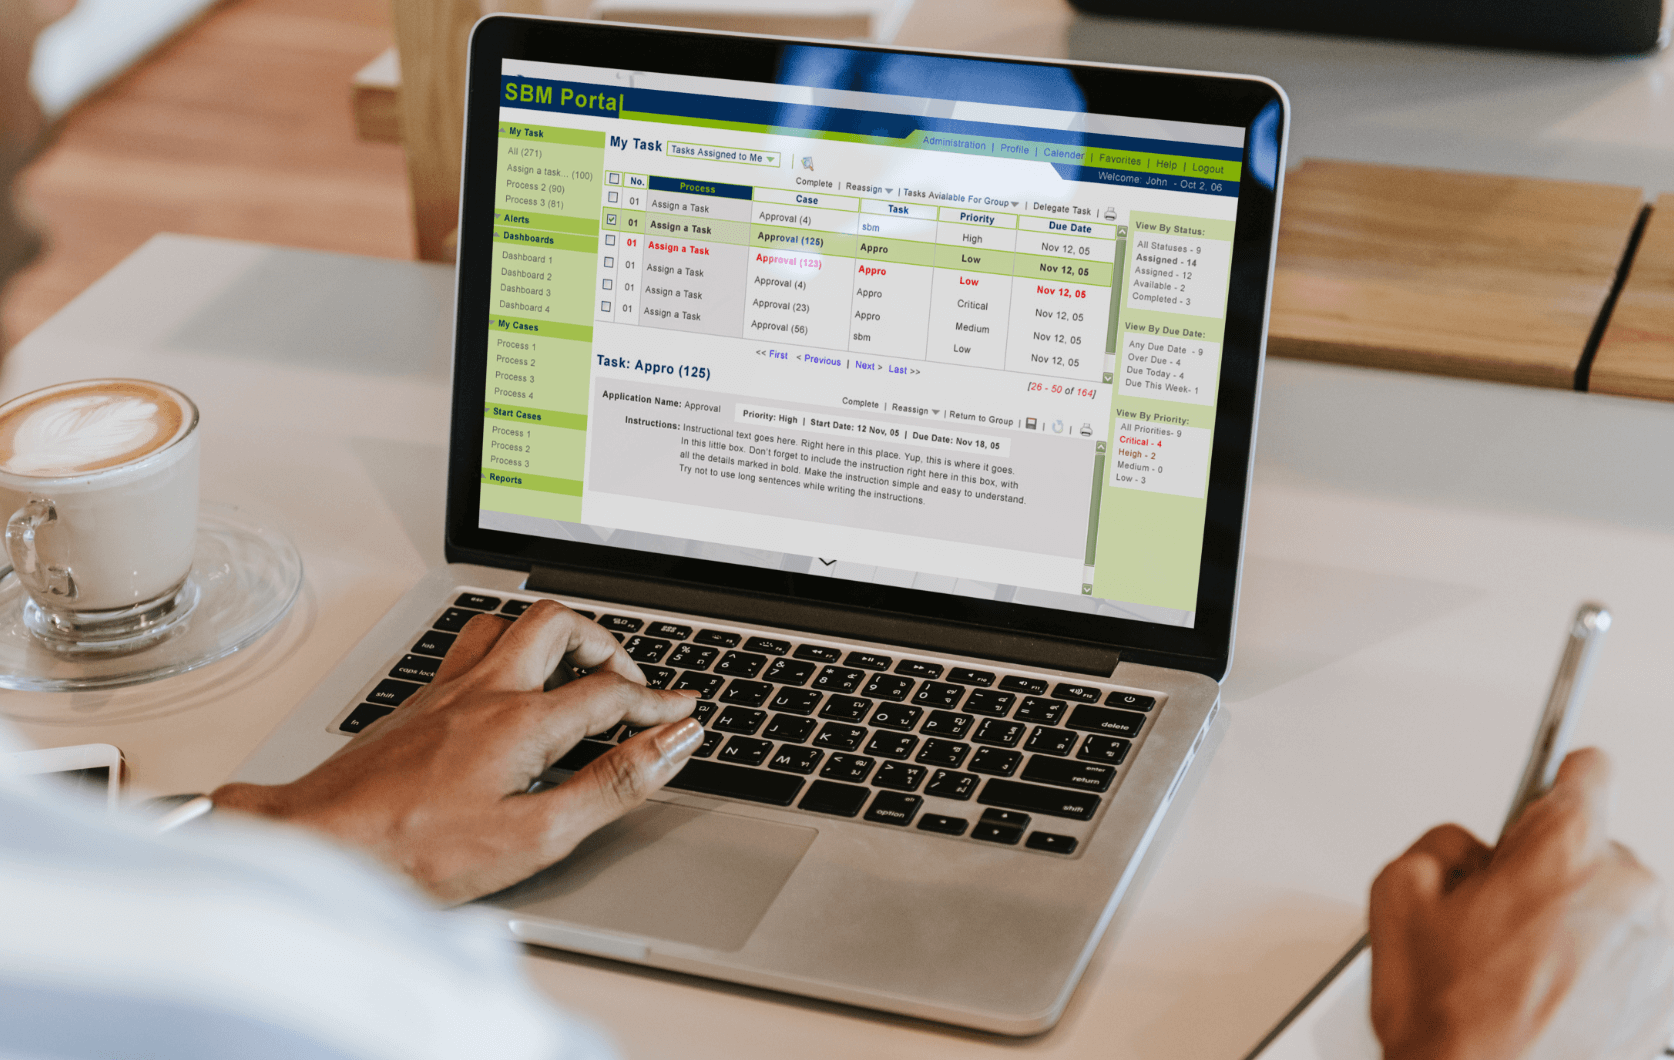 SBM Portal
Administration | Profile | Calender | Favorites | Help | Logout
Welcome: John - Oct 2, 06
My Task
All (271)
Assign a task... (100)
Process 2 (90)
Process 3 (81)
Alerts
Dashboards
Dashboard 1
Dashboard 2
Dashboard 3
Dashboard 4
My Cases
Process 1
Process 2
Process 3
Process 4
Start Cases
Process 1
Process 2
Process 3
Reports
My Task Tasks Assigned to Me
Complete | Reassign | Tasks Avialable For Group | Delegate Task |
No. Process Case Task Priority Due Date
01 Assign a Task Approval (4) sbm High Nov 12, 05
01 Assign a Task Approval (125) Appro Low Nov 12, 05
01 Assign a Task Approval (123) Appro Low Nov 12, 05
01 Assign a Task Approval (4) Appro Critical Nov 12, 05
01 Assign a Task Approval (23) Appro Medium Nov 12, 05
01 Assign a Task Approval (56) sbm Low Nov 12, 05
<< First < Previous | Next > Last >>
[26 - 50 of 164]
Task: Appro (125)
Complete | Reassign | Return to Group |
Application Name: Approval
Priority: High | Start Date: 12 Nov, 05 | Due Date: Nov 18, 05
Instructions: Instructional text goes here. Right here in this place. Yup, this is where it goes.
In this little box. Don't forget to include the instruction right here in this box, with
all the details marked in bold. Make the instruction simple and easy to understand.
Try not to use long sentences while writing the instructions.
View By Status:
All Statuses - 9
Assigned - 14
Assigned - 12
Available - 2
Completed - 3
View By Due Date:
Any Due Date - 9
Over Due - 4
Due Today - 4
Due This Week- 1
View By Priority:
All Priorities- 9
Critical - 4
Heigh - 2
Medium - 0
Low - 3
esc
tab
caps lock
shift
fn
delete
enter
return
shift
alt
option
T
Y
U
I
O
P
H
J
K
L
N
M